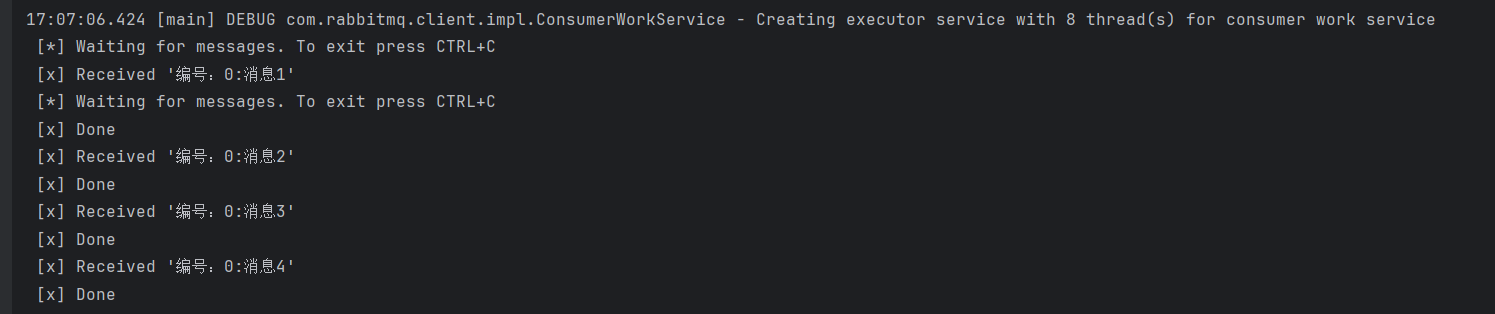 17:07:06.424 [main] DEBUG com.rabbitmq.client.impl.ConsumerWorkService - Creating executor service with 8 thread(s) for consumer work service
[*] Waiting for messages. To exit press CTRL+C
[x] Received '编号：0:消息1'
[*] Waiting for messages. To exit press CTRL+C
[x] Done
[x] Received '编号：0:消息2'
[x] Done
[x] Received '编号：0:消息3'
[x] Done
[x] Received '编号：0:消息4'
[x] Done